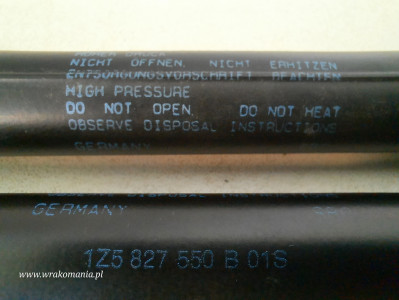 NICHT ÖFFNEN, NICHT ERHITZEN
ENTSORGUNGSVORSCHRIFT BEACHTEN
HIGH PRESSURE
DO NOT OPEN, DO NOT HEAT
OBSERVE DISPOSAL INSTRUCTIONS
GERMANY
GERMANY
1Z5 827 550 B 01S
www.wrakomania.pl